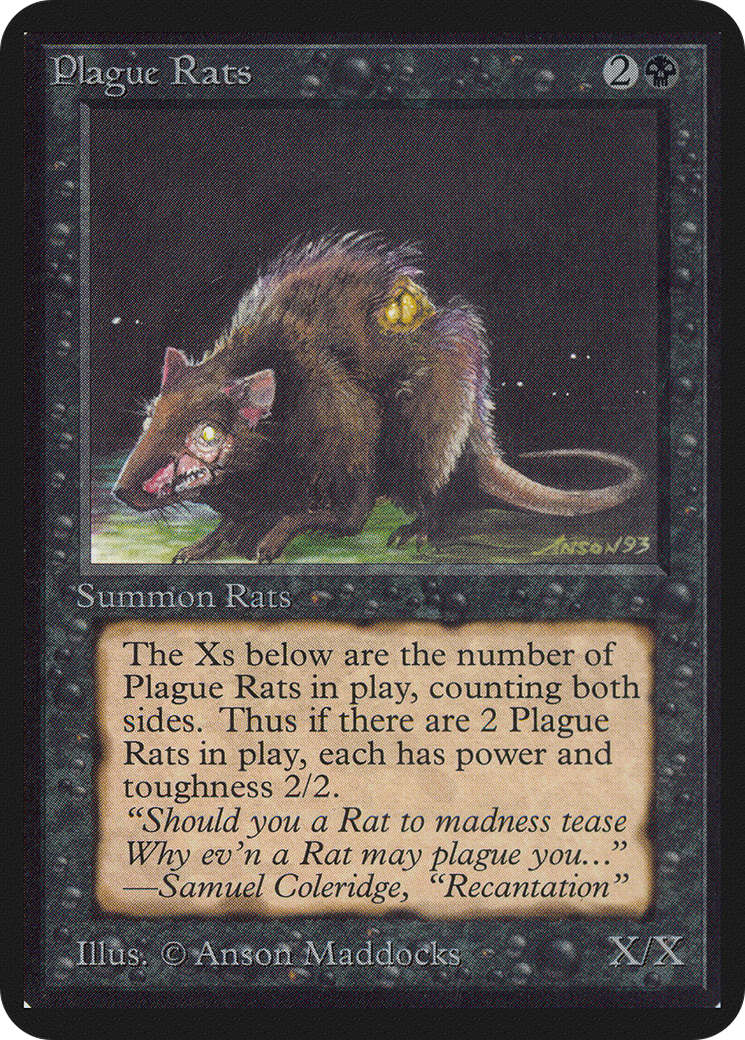 Plague Rats 2
ANSON 93
Summon Rats
The Xs below are the number of
Plague Rats in play, counting both
sides. Thus if there are 2 Plague
Rats in play, each has power and
toughness 2/2.
“Should you a Rat to madness tease
Why ev’n a Rat may plague you...”
—Samuel Coleridge, “Recantation”
Illus. © Anson Maddocks X/X